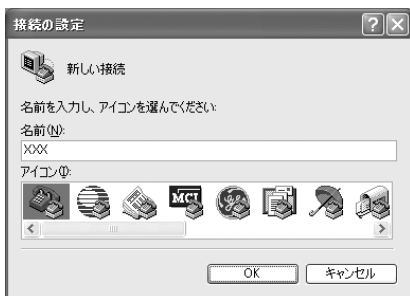 接続の設定
新しい接続
名前を入力し、アイコンを選んでください:
名前(N):
XXX
アイコン(I):
MCI
OK
キャンセル